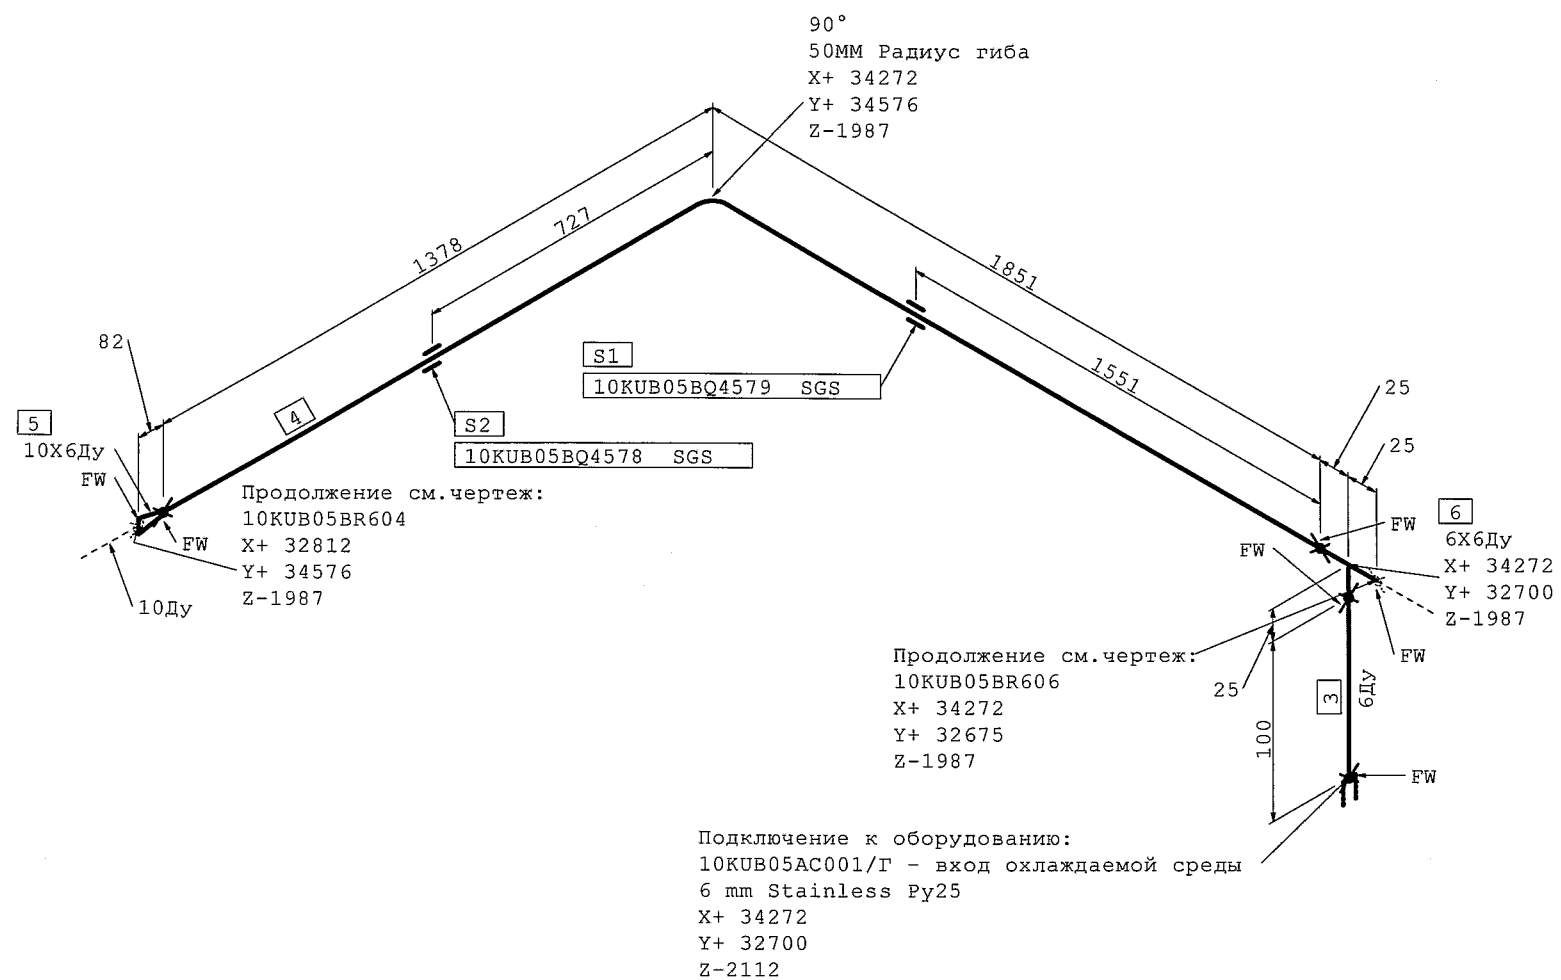 90°
50ММ Радиус гиба
X+ 34272
Y+ 34576
Z-1987
727
1378
1851
82
S1
10KUB05BQ4579 SGS
1551
25
4
S2
10KUB05BQ4578 SGS
5
10Х6Ду
25
FW
Продолжение см.чертеж:
10KUB05BR604
X+ 32812
Y+ 34576
Z-1987
FW
10Ду
FW
FW
6
6Х6Ду
X+ 34272
Y+ 32700
Z-1987
Продолжение см.чертеж:
10KUB05BR606
X+ 34272
Y+ 32675
Z-1987
FW
25
3
6Ду
100
FW
Подключение к оборудованию:
10KUB05AC001/Г - вход охлаждаемой среды
6 mm Stainless Ру25
X+ 34272
Y+ 32700
Z-2112